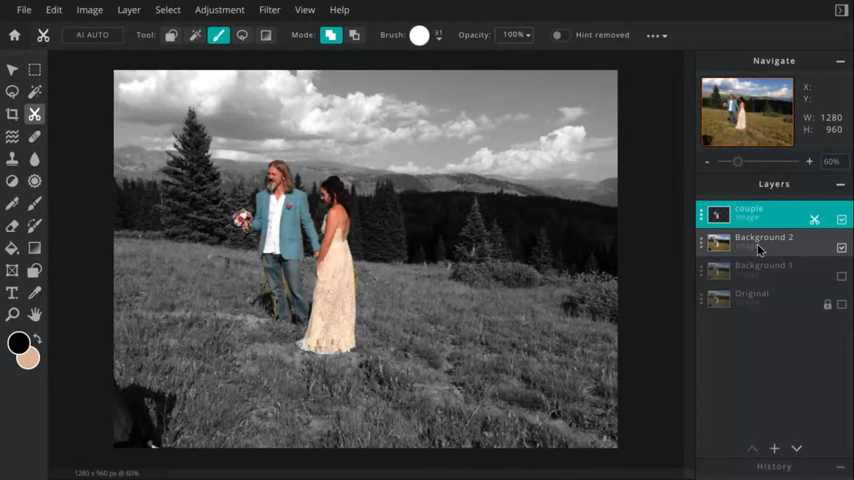 File Edit Image Layer Select Adjustment Filter View Help
AI AUTO Tool: Mode: Brush: 31 Opacity: 100% Hint removed
Navigate
X:
Y:
W: 1280
H: 960
- + 60%
Layers
couple
Image
Background 2
Image
Background 1
Image
Original
Image
History
1280 x 960 px @ 60%